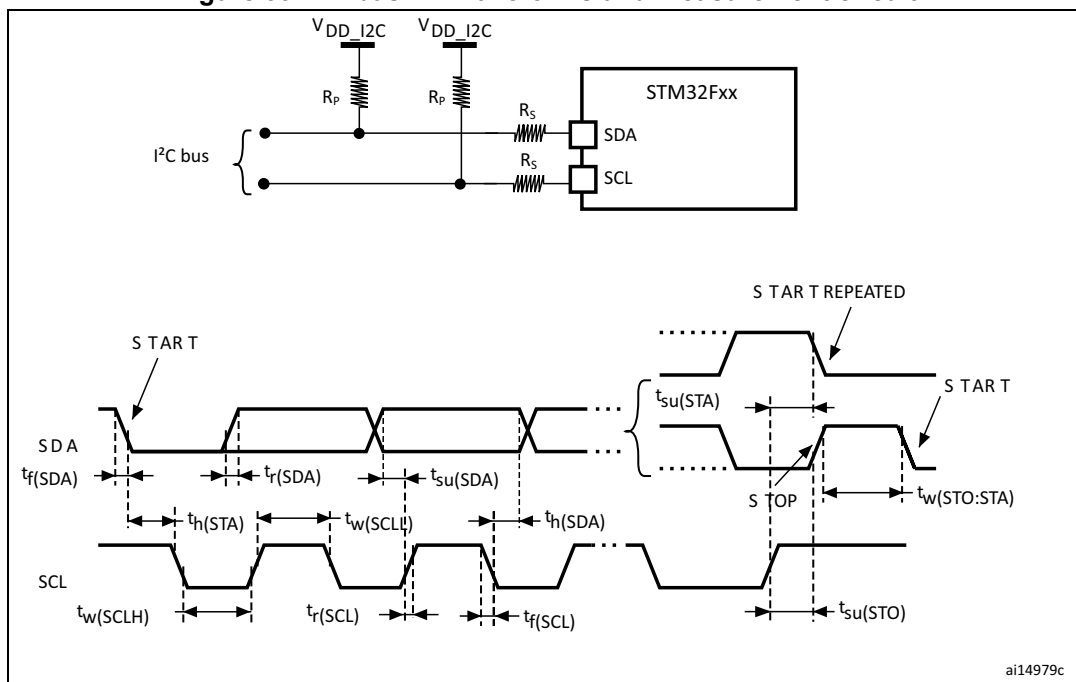 VDD_I2C VDD_I2C
RP RP
STM32Fxx
RS
SDA
I²C bus
RS
SCL
S TAR T REPEATED
S TAR T
tsu(STA)
S TAR T
SDA
tf(SDA) tr(SDA) tsu(SDA)
S TOP
tw(STO:STA)
th(STA) tw(SCLL) th(SDA)
SCL
tw(SCLH) tr(SCL) tf(SCL) tsu(STO)
ai14979c